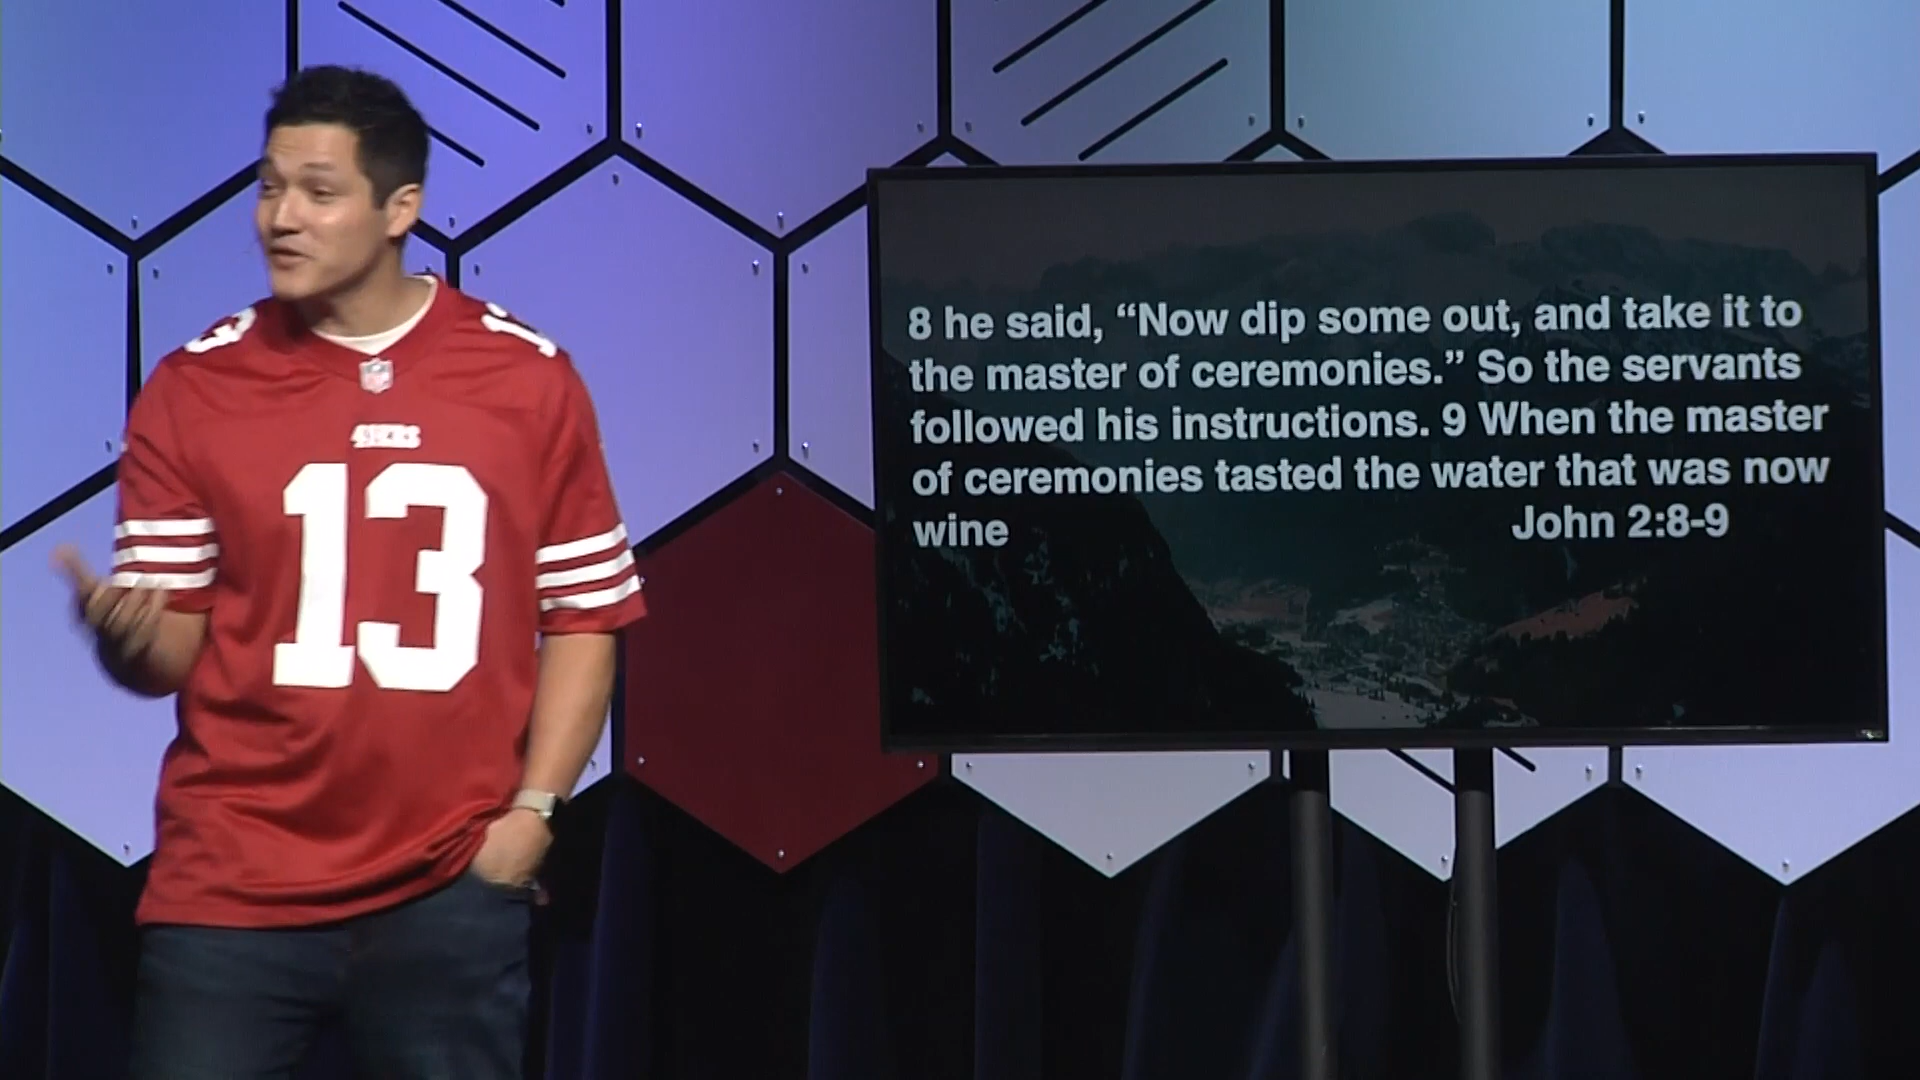 13
13
NFL
49ERS
13
8 he said, “Now dip some out, and take it to
the master of ceremonies.” So the servants
followed his instructions. 9 When the master
of ceremonies tasted the water that was now
wine
John 2:8-9